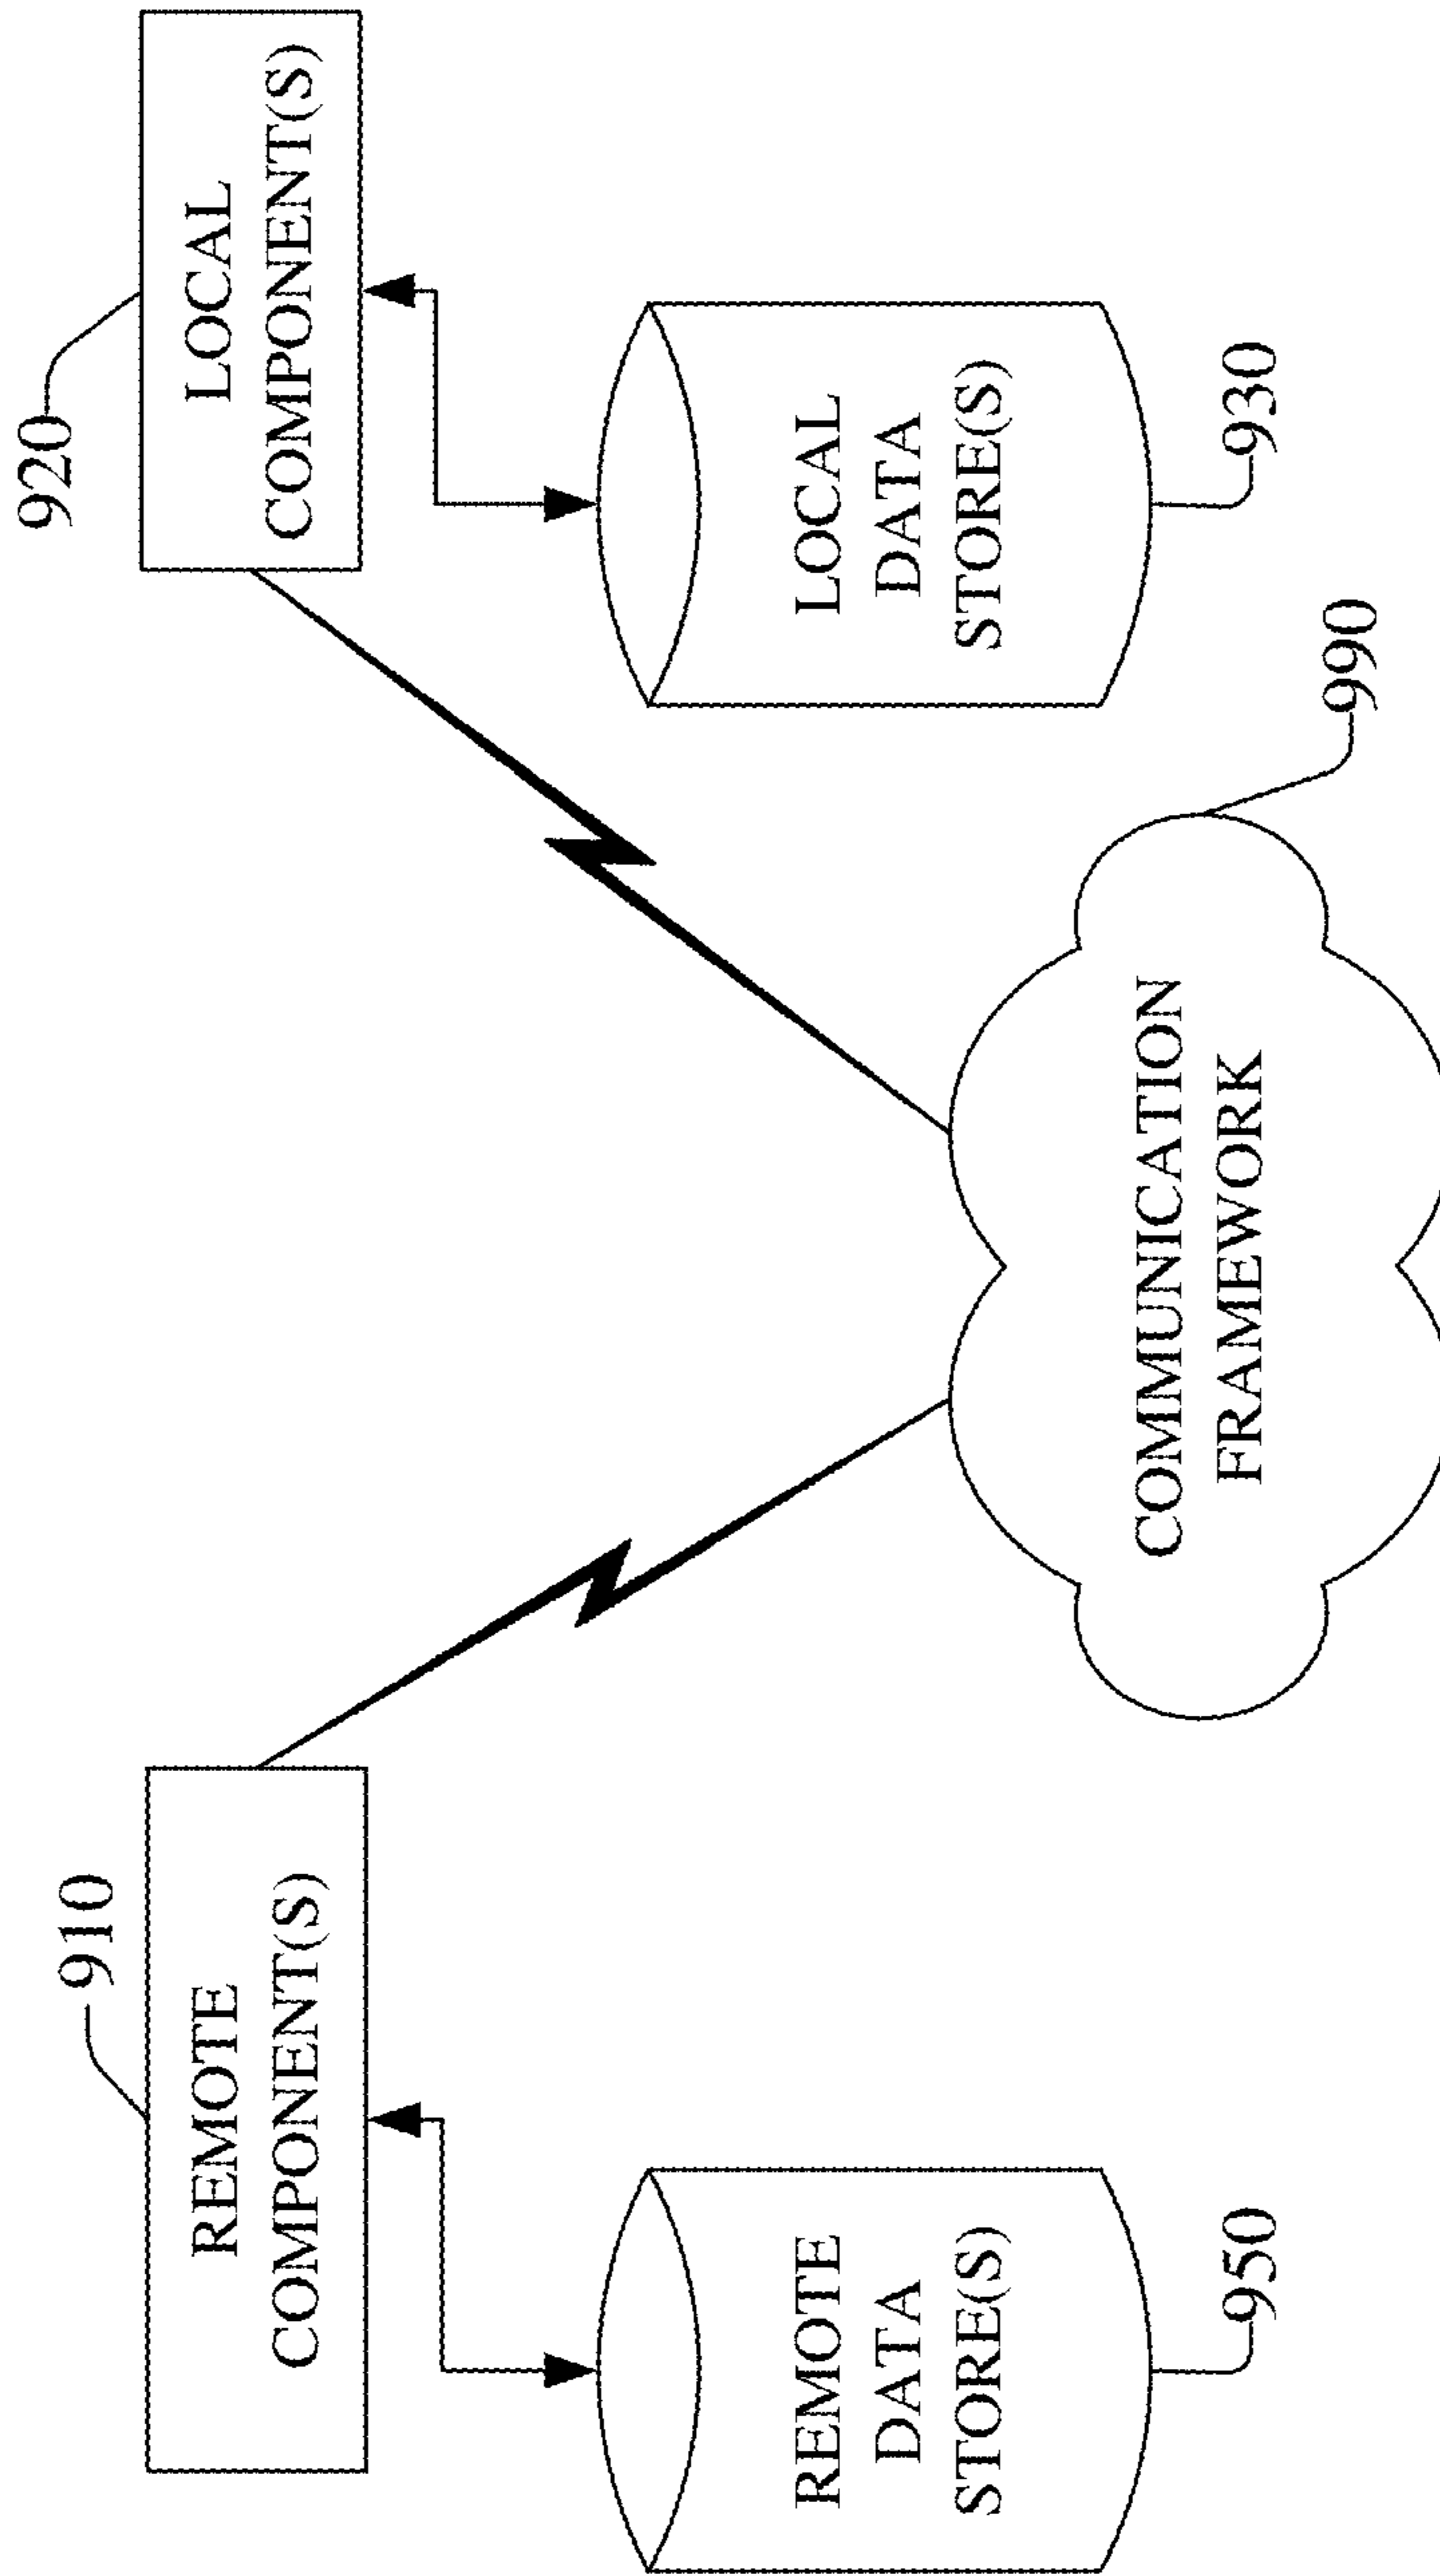 910
REMOTE
COMPONENT(S)
920
LOCAL
COMPONENT(S)
REMOTE
DATA
STORE(S)
950
LOCAL
DATA
STORE(S)
930
COMMUNICATION
FRAMEWORK
990